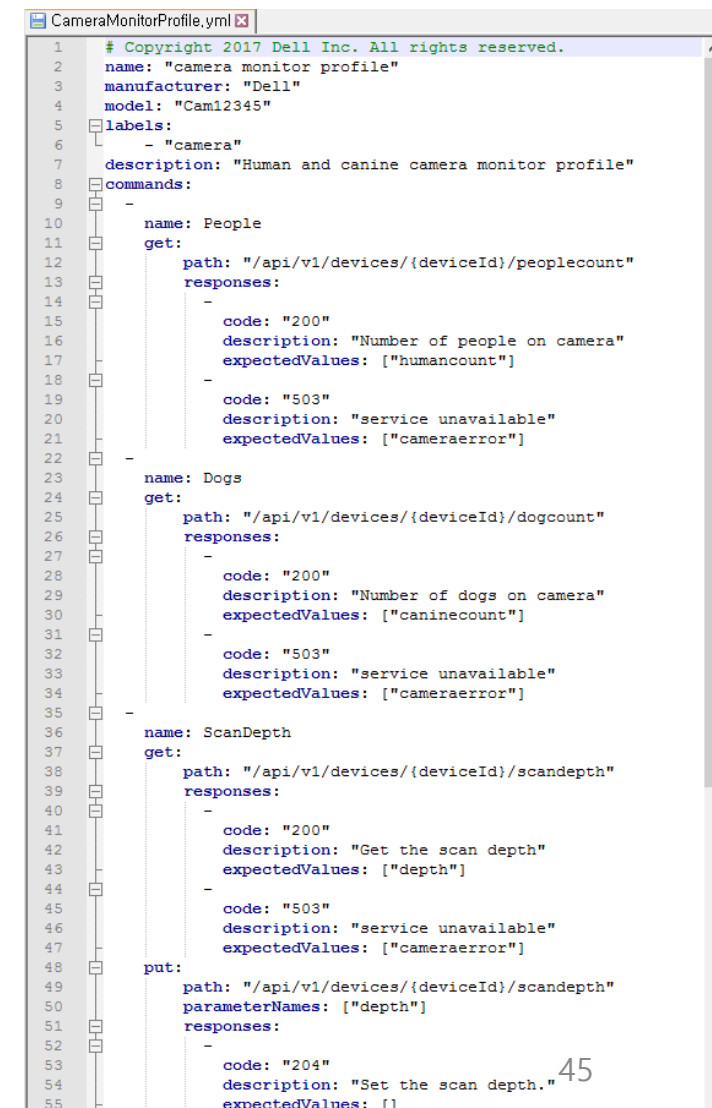 CameraMonitorProfile.yml
1 # Copyright 2017 Dell Inc. All rights reserved.
2 name: "camera monitor profile"
3 manufacturer: "Dell"
4 model: "Cam12345"
5 labels:
6 - "camera"
7 description: "Human and canine camera monitor profile"
8 commands:
9 -
10 name: People
11 get:
12 path: "/api/v1/devices/{deviceId}/peoplecount"
13 responses:
14 -
15 code: "200"
16 description: "Number of people on camera"
17 expectedValues: ["humancount"]
18 -
19 code: "503"
20 description: "service unavailable"
21 expectedValues: ["cameraerror"]
22 -
23 name: Dogs
24 get:
25 path: "/api/v1/devices/{deviceId}/dogcount"
26 responses:
27 -
28 code: "200"
29 description: "Number of dogs on camera"
30 expectedValues: ["caninecount"]
31 -
32 code: "503"
33 description: "service unavailable"
34 expectedValues: ["cameraerror"]
35 -
36 name: ScanDepth
37 get:
38 path: "/api/v1/devices/{deviceId}/scandepth"
39 responses:
40 -
41 code: "200"
42 description: "Get the scan depth"
43 expectedValues: ["depth"]
44 -
45 code: "503"
46 description: "service unavailable"
47 expectedValues: ["cameraerror"]
48 put:
49 path: "/api/v1/devices/{deviceId}/scandepth"
50 parameterNames: ["depth"]
51 responses:
52 -
53 code: "204"
54 description: "Set the scan depth."
45
55 expectedValues: []